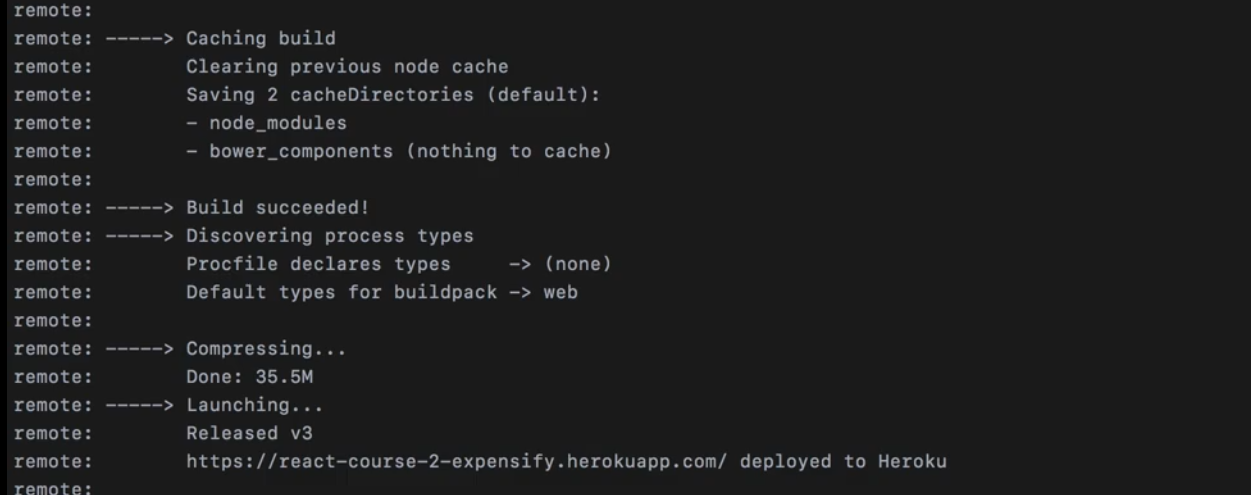 remote:
remote: -----> Caching build
remote:        Clearing previous node cache
remote:        Saving 2 cacheDirectories (default):
remote:        - node_modules
remote:        - bower_components (nothing to cache)
remote:
remote: -----> Build succeeded!
remote: -----> Discovering process types
remote:        Procfile declares types     -> (none)
remote:        Default types for buildpack -> web
remote:
remote: -----> Compressing...
remote:        Done: 35.5M
remote: -----> Launching...
remote:        Released v3
remote:        https://react-course-2-expensify.herokuapp.com/ deployed to Heroku
remote: